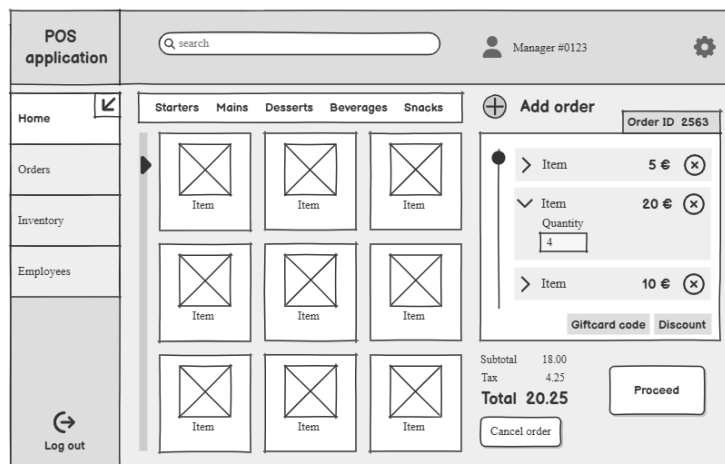 POS
application
search
Manager #0123
Home
Orders
Inventory
Employees
Log out
Starters Mains Desserts Beverages Snacks
Item Item Item
Item Item Item
Item Item Item
Add order
Order ID 2563
Item 5 €
Item 20 €
Quantity
4
Item 10 €
Giftcard code Discount
Subtotal 18.00
Tax 4.25
Total 20.25
Proceed
Cancel order